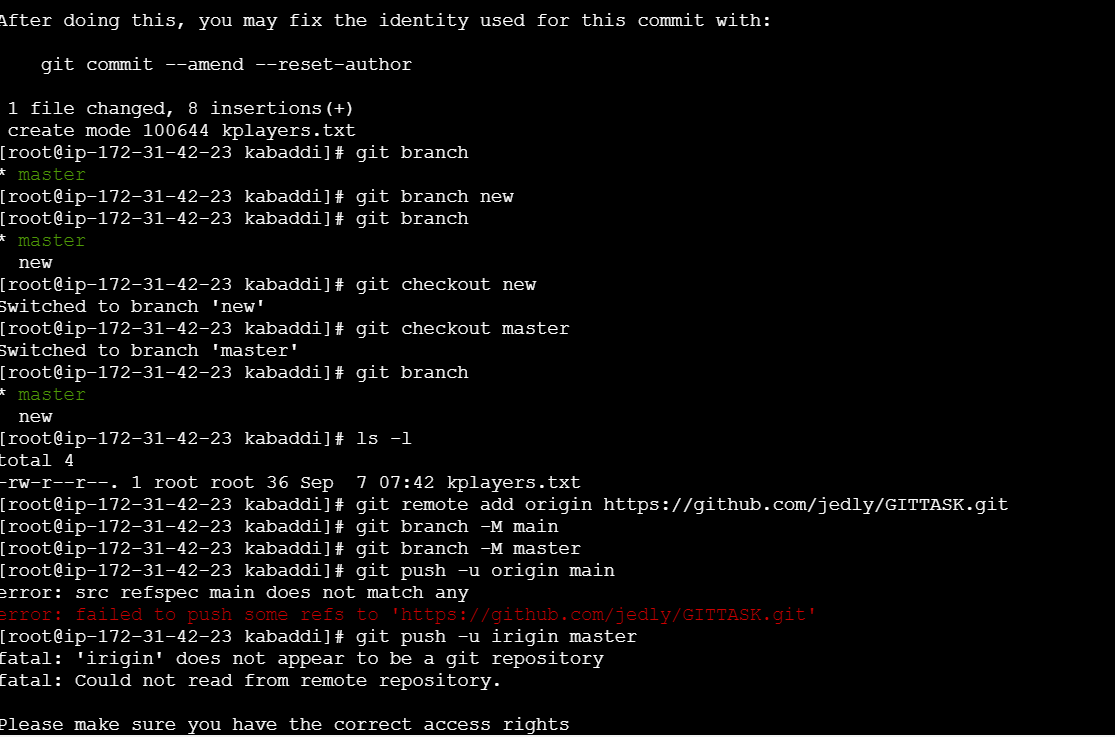 After doing this, you may fix the identity used for this commit with:
git commit --amend --reset-author
1 file changed, 8 insertions(+)
create mode 100644 kplayers.txt
[root@ip-172-31-42-23 kabaddi]# git branch
* master
[root@ip-172-31-42-23 kabaddi]# git branch new
[root@ip-172-31-42-23 kabaddi]# git branch
* master
new
[root@ip-172-31-42-23 kabaddi]# git checkout new
Switched to branch 'new'
[root@ip-172-31-42-23 kabaddi]# git checkout master
Switched to branch 'master'
[root@ip-172-31-42-23 kabaddi]# git branch
* master
new
[root@ip-172-31-42-23 kabaddi]# ls -l
total 4
-rw-r--r--. 1 root root 36 Sep  7 07:42 kplayers.txt
[root@ip-172-31-42-23 kabaddi]# git remote add origin https://github.com/jedly/GITTASK.git
[root@ip-172-31-42-23 kabaddi]# git branch -M main
[root@ip-172-31-42-23 kabaddi]# git branch -M master
[root@ip-172-31-42-23 kabaddi]# git push -u origin main
error: src refspec main does not match any
error: failed to push some refs to 'https://github.com/jedly/GITTASK.git'
[root@ip-172-31-42-23 kabaddi]# git push -u irigin master
fatal: 'irigin' does not appear to be a git repository
fatal: Could not read from remote repository.
Please make sure you have the correct access rights